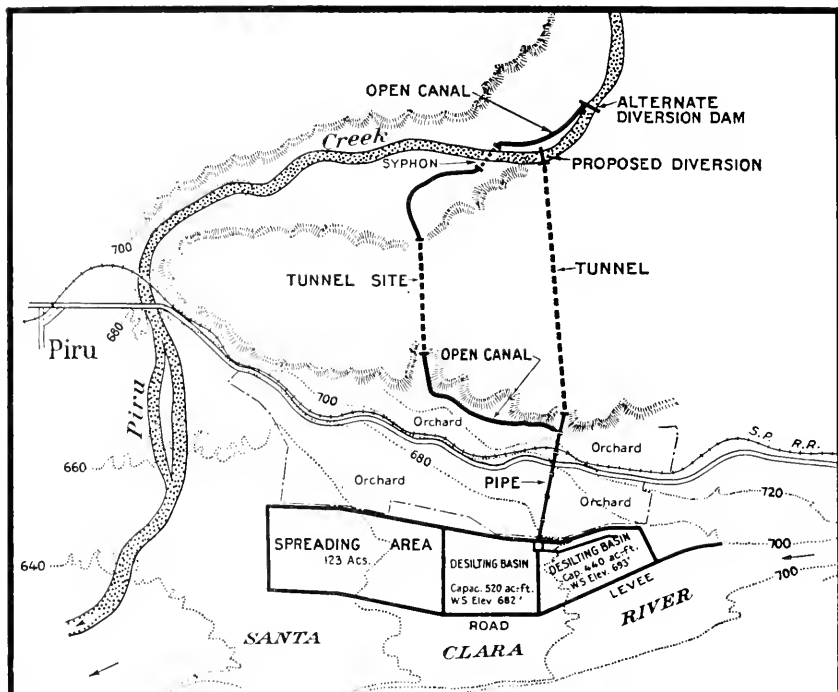 OPEN CANAL
ALTERNATE
DIVERSION DAM
Creek
SYPHON
PROPOSED DIVERSION
700
TUNNEL SITE
TUNNEL
680
Piru
OPEN CANAL
700
Piru
Orchard
S.P. R.R.
680
Orchard
660
Orchard
PIPE
Orchard
720
SPREADING AREA
123 Acs.
DESILTING BASIN
Capac. 520 ac-ft.
WS Elev 682'
DESILTING BASIN
Cap. 440 ac-ft.
WS Elev. 693'
700
640
LEVEE
700
ROAD
RIVER
SANTA
CLARA